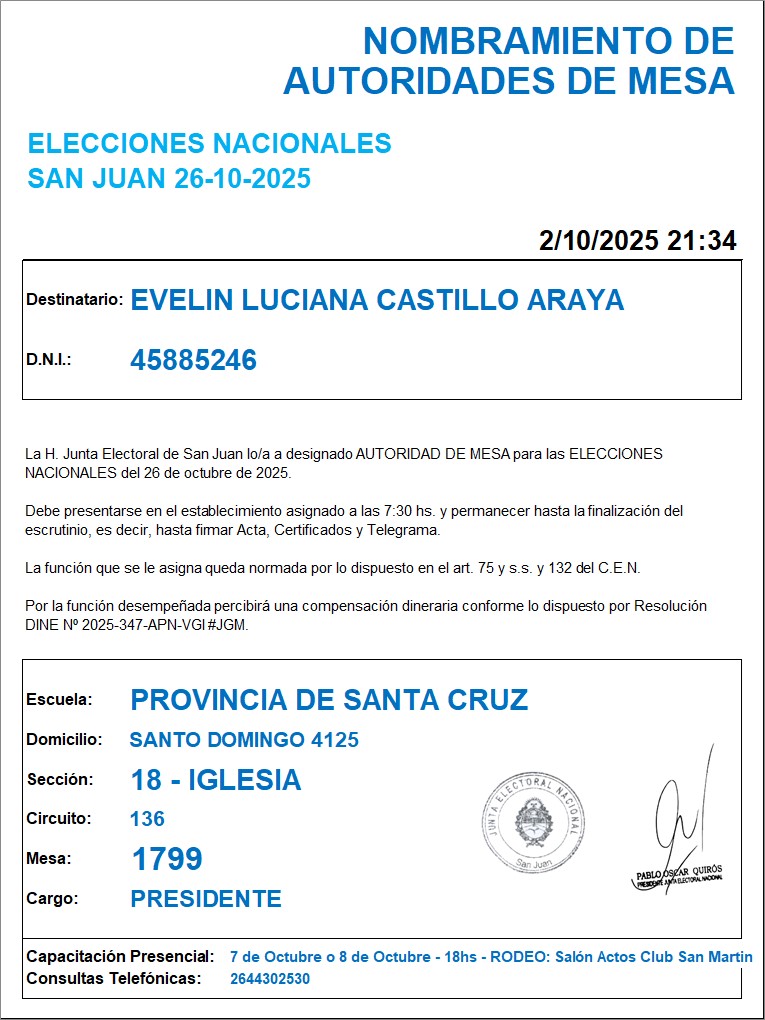 NOMBRAMIENTO DE
AUTORIDADES DE MESA
ELECCIONES NACIONALES
SAN JUAN 26-10-2025
2/10/2025 21:34
Destinatario: EVELIN LUCIANA CASTILLO ARAYA
D.N.I.: 45885246
La H. Junta Electoral de San Juan lo/a a designado AUTORIDAD DE MESA para las ELECCIONES
NACIONALES del 26 de octubre de 2025.
Debe presentarse en el establecimiento asignado a las 7:30 hs. y permanecer hasta la finalización del
escrutinio, es decir, hasta firmar Acta, Certificados y Telegrama.
La función que se le asigna queda normada por lo dispuesto en el art. 75 y s.s. y 132 del C.E.N.
Por la función desempeñada percibirá una compensación dineraria conforme lo dispuesto por Resolución
DINE Nº 2025-347-APN-VGI#JGM.
Escuela: PROVINCIA DE SANTA CRUZ
Domicilio: SANTO DOMINGO 4125
Sección: 18 - IGLESIA
Circuito: 136
Mesa: 1799
Cargo: PRESIDENTE
JUNTA ELECTORAL NACIONAL
San Juan
PABLO OSCAR QUIRÓS
PRESIDENTE JUNTA ELECTORAL NACIONAL
Capacitación Presencial: 7 de Octubre o 8 de Octubre - 18hs - RODEO: Salón Actos Club San Martin
Consultas Telefónicas: 2644302530